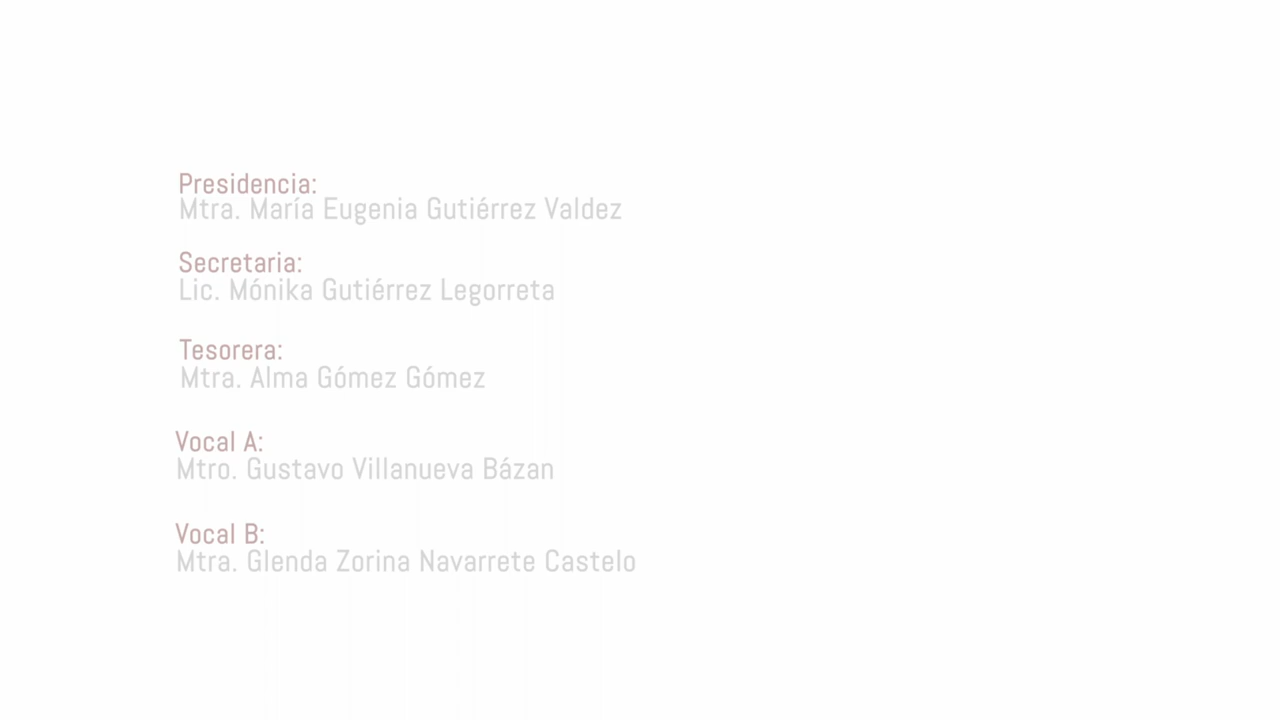 Presidencia:
Mtra. María Eugenia Gutiérrez Valdez
Secretaria:
Lic. Mónika Gutiérrez Legorreta
Tesorera:
Mtra. Alma Gómez Gómez
Vocal A:
Mtro. Gustavo Villanueva Bázan
Vocal B:
Mtra. Glenda Zorina Navarrete Castelo